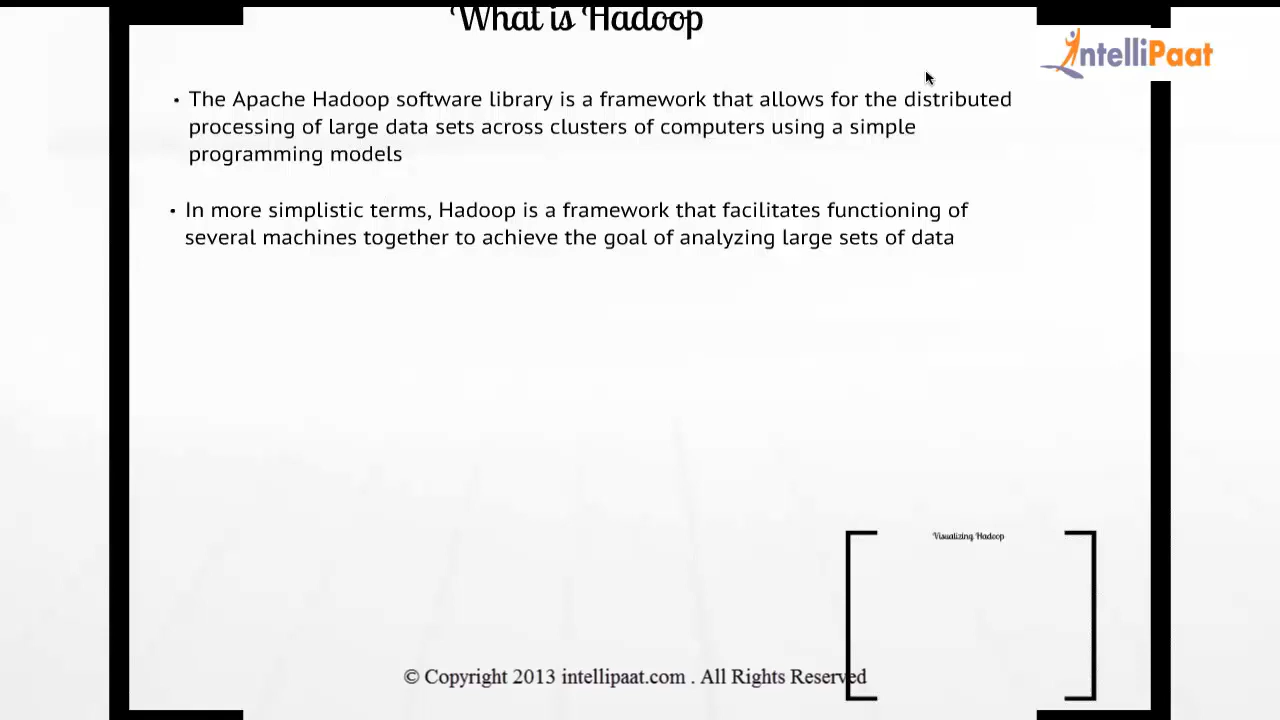 What is Hadoop
IntelliPaat
• The Apache Hadoop software library is a framework that allows for the distributed
processing of large data sets across clusters of computers using a simple
programming models
• In more simplistic terms, Hadoop is a framework that facilitates functioning of
several machines together to achieve the goal of analyzing large sets of data
Visualizing Hadoop
© Copyright 2013 intellipaat.com . All Rights Reserved